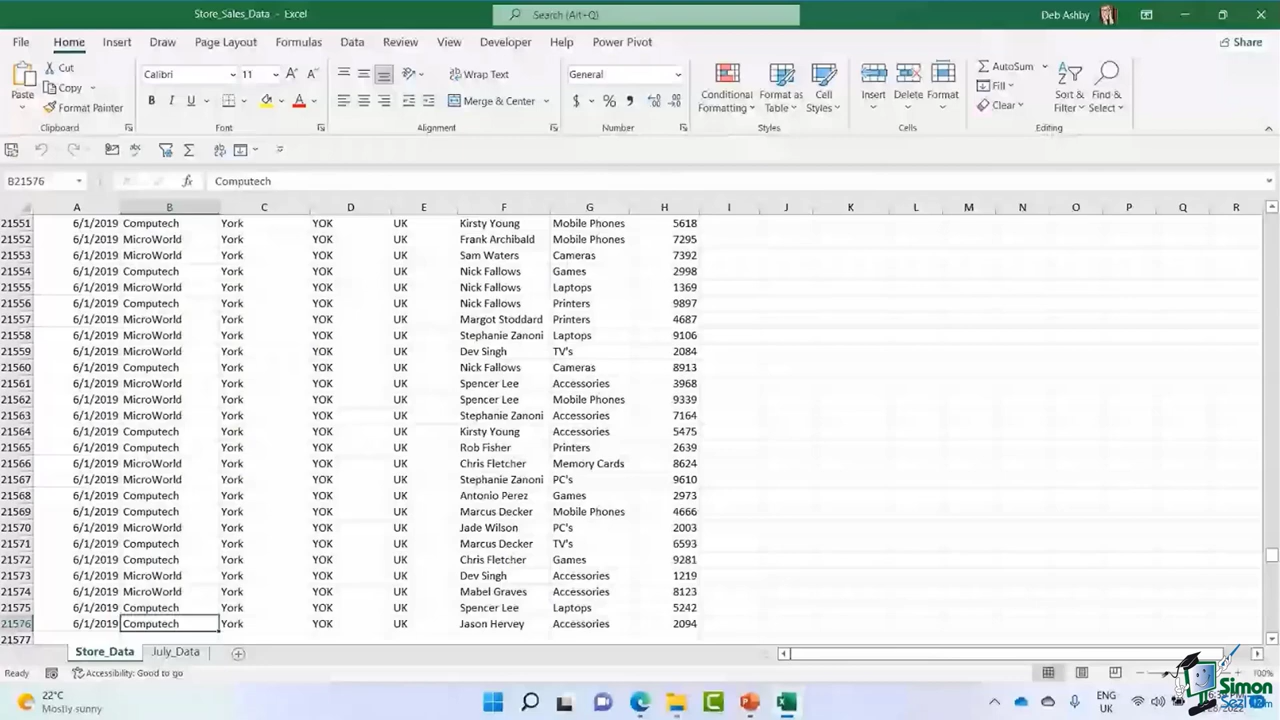 Store_Sales_Data - Excel
Search (Alt+Q)
Deb Ashby
File Home Insert Draw Page Layout Formulas Data Review View Developer Help Power Pivot Share
Paste
Cut
Copy
Format Painter
Clipboard
Calibri 11
B I U
Font
Wrap Text
Merge & Center
Alignment
General
$ % ,
Number
Conditional Formatting
Format as Table
Cell Styles
Styles
Insert Delete Format
Cells
AutoSum
Fill
Clear
Sort & Filter
Find & Select
Editing
B21576 fx Computech
A B C D E F G H I J K L M N O P Q R
21551 6/1/2019 Computech York YOK UK Kirsty Young Mobile Phones 5618
21552 6/1/2019 MicroWorld York YOK UK Frank Archibald Mobile Phones 7295
21553 6/1/2019 MicroWorld York YOK UK Sam Waters Cameras 7392
21554 6/1/2019 Computech York YOK UK Nick Fallows Games 2998
21555 6/1/2019 MicroWorld York YOK UK Nick Fallows Laptops 1369
21556 6/1/2019 Computech York YOK UK Nick Fallows Printers 9897
21557 6/1/2019 MicroWorld York YOK UK Margot Stoddard Printers 4687
21558 6/1/2019 MicroWorld York YOK UK Stephanie Zanoni Laptops 9106
21559 6/1/2019 MicroWorld York YOK UK Dev Singh TV's 2084
21560 6/1/2019 Computech York YOK UK Nick Fallows Cameras 8913
21561 6/1/2019 MicroWorld York YOK UK Spencer Lee Accessories 3968
21562 6/1/2019 MicroWorld York YOK UK Spencer Lee Mobile Phones 9339
21563 6/1/2019 MicroWorld York YOK UK Stephanie Zanoni Accessories 7164
21564 6/1/2019 Computech York YOK UK Kirsty Young Accessories 5475
21565 6/1/2019 Computech York YOK UK Rob Fisher Printers 2639
21566 6/1/2019 MicroWorld York YOK UK Chris Fletcher Memory Cards 8624
21567 6/1/2019 MicroWorld York YOK UK Stephanie Zanoni PC's 9610
21568 6/1/2019 Computech York YOK UK Antonio Perez Games 2973
21569 6/1/2019 Computech York YOK UK Marcus Decker Mobile Phones 4666
21570 6/1/2019 MicroWorld York YOK UK Jade Wilson PC's 2003
21571 6/1/2019 Computech York YOK UK Marcus Decker TV's 6593
21572 6/1/2019 Computech York YOK UK Chris Fletcher Games 9281
21573 6/1/2019 MicroWorld York YOK UK Dev Singh Accessories 1219
21574 6/1/2019 MicroWorld York YOK UK Mabel Graves Accessories 8123
21575 6/1/2019 Computech York YOK UK Spencer Lee Laptops 5242
21576 6/1/2019 Computech York YOK UK Jason Hervey Accessories 2094
21577
Store_Data July_Data
Ready Accessibility: Good to go 100%
22°C
Mostly sunny
ENG
UK
Simon